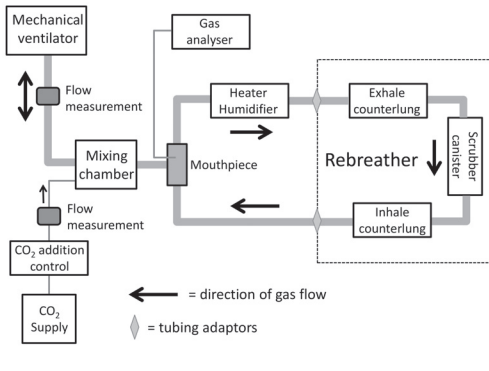 Mechanical
ventilator
Gas
analyser
Flow
measurement
Heater
Humidifier
Exhale
counterlung
Mixing
chamber
Mouthpiece
Rebreather
Scrubber
canister
Flow
measurement
Inhale
counterlung
CO₂ addition
control
CO₂
Supply
= direction of gas flow
= tubing adaptors